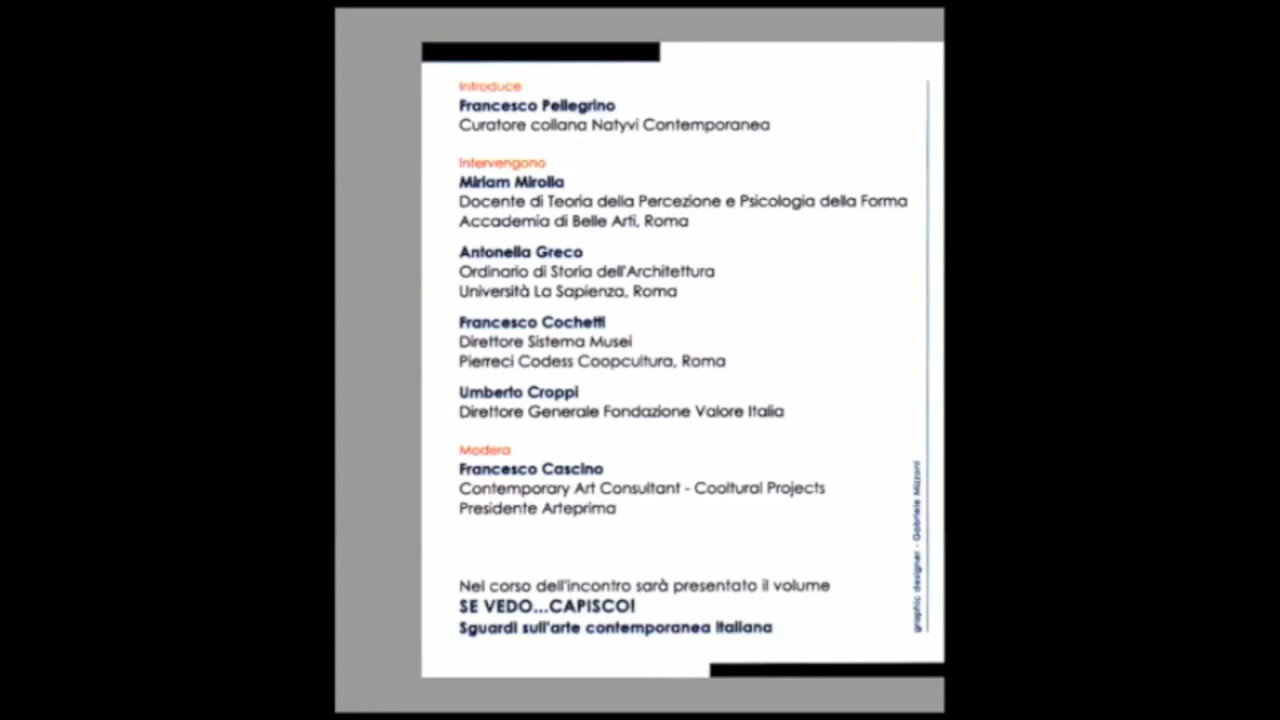 Introduce
Francesco Pellegrino
Curatore collana Natyvi Contemporanea
Intervengono
Miriam Mirolla
Docente di Teoria della Percezione e Psicologia della Forma
Accademia di Belle Arti, Roma
Antonella Greco
Ordinario di Storia dell'Architettura
Università La Sapienza, Roma
Francesco Cochetti
Direttore Sistema Musei
Pierreci Codess Coopcultura, Roma
Umberto Croppi
Direttore Generale Fondazione Valore Italia
Modera
Francesco Cascino
Contemporary Art Consultant - Cooltural Projects
Presidente Arteprima
Nel corso dell'incontro sarà presentato il volume
SE VEDO...CAPISCO!
Sguardi sull'arte contemporanea italiana
graphic designer - Gabriele Mizzoni